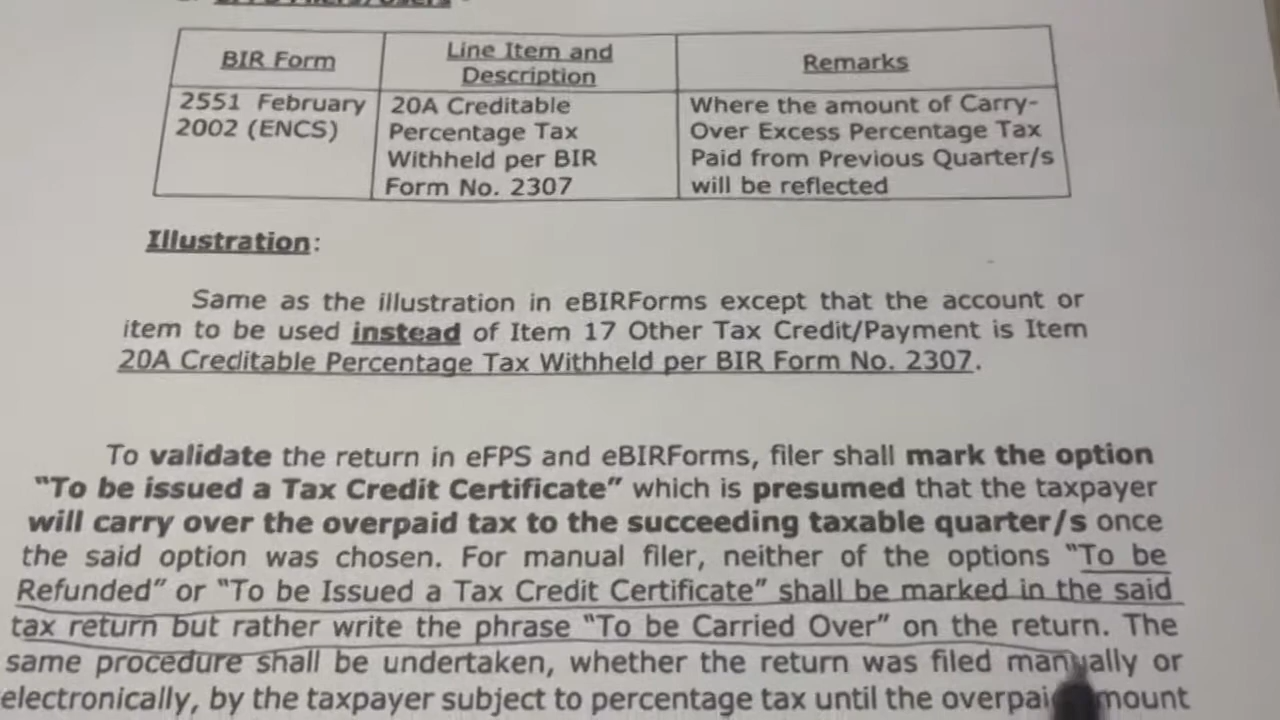 BIR Form
Line Item and
Description
Remarks
2551 February
2002 (ENCS)
20A Creditable
Percentage Tax
Withheld per BIR
Form No. 2307
Where the amount of Carry-
Over Excess Percentage Tax
Paid from Previous Quarter/s
will be reflected
Illustration:
Same as the illustration in eBIRForms except that the account or
item to be used instead of Item 17 Other Tax Credit/Payment is Item
20A Creditable Percentage Tax Withheld per BIR Form No. 2307.
To validate the return in eFPS and eBIRForms, filer shall mark the option
“To be issued a Tax Credit Certificate” which is presumed that the taxpayer
will carry over the overpaid tax to the succeeding taxable quarter/s once
the said option was chosen. For manual filer, neither of the options “To be
Refunded” or “To be Issued a Tax Credit Certificate” shall be marked in the said
tax return but rather write the phrase “To be Carried Over” on the return. The
same procedure shall be undertaken, whether the return was filed manually or
electronically, by the taxpayer subject to percentage tax until the